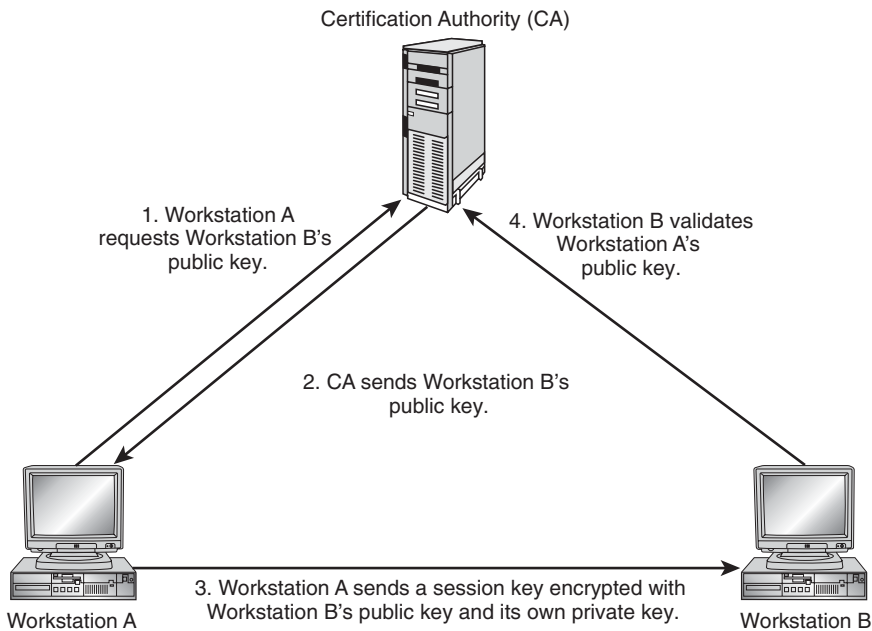 Certification Authority (CA)
1. Workstation A
requests Workstation B’s
public key.
4. Workstation B validates
Workstation A’s
public key.
2. CA sends Workstation B’s
public key.
3. Workstation A sends a session key encrypted with
Workstation B’s public key and its own private key.
Workstation A
Workstation B